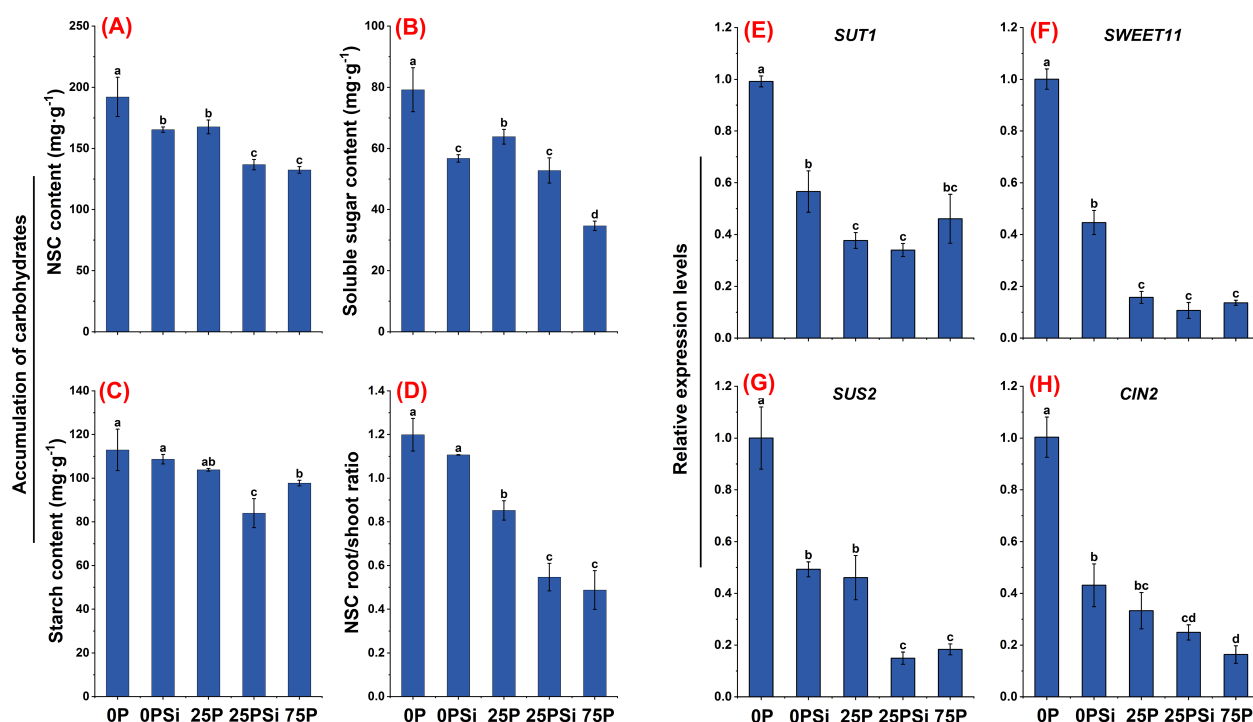 Accumulation of carbohydrates
(A)
NSC content (mg·g-1)
250
200
150
100
50
0
a
b
b
c
c
(B)
Soluble sugar content (mg·g-1)
100
80
60
40
20
0
a
c
b
c
d
(C)
Starch content (mg·g-1)
140
120
100
80
60
40
20
0
a
a
ab
c
b
0P 0PSi 25P 25PSi 75P
(D)
NSC root/shoot ratio
1.4
1.2
1.0
0.8
0.6
0.4
0.2
0.0
a
a
b
c
c
0P 0PSi 25P 25PSi 75P
Relative expression levels
(E)
SUT1
1.2
1.0
0.8
0.6
0.4
0.2
0.0
a
b
c
c
bc
(F)
SWEET11
1.2
1.0
0.8
0.6
0.4
0.2
0.0
a
b
c
c
c
(G)
SUS2
1.2
1.0
0.8
0.6
0.4
0.2
0.0
a
b
b
c
c
0P 0PSi 25P 25PSi 75P
(H)
CIN2
1.2
1.0
0.8
0.6
0.4
0.2
0.0
a
b
bc
cd
d
0P 0PSi 25P 25PSi 75P